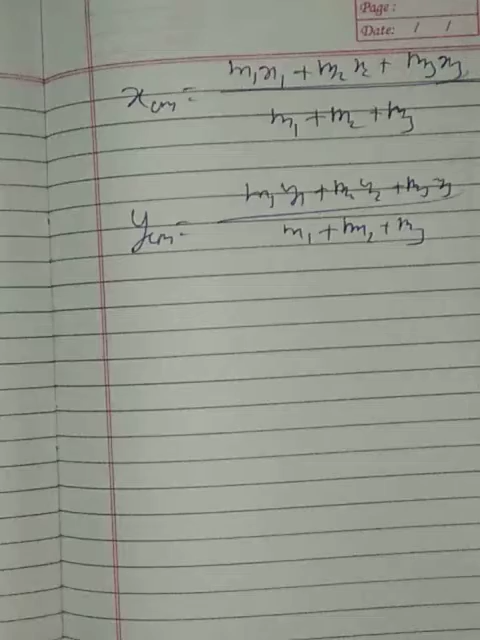 Page :
Date: / /
x_cm = m₁x₁ + m₂x₂ + m₃x₃
m₁ + m₂ + m₃
y_cm = m₁y₁ + m₂y₂ + m₃y₃
m₁ + m₂ + m₃